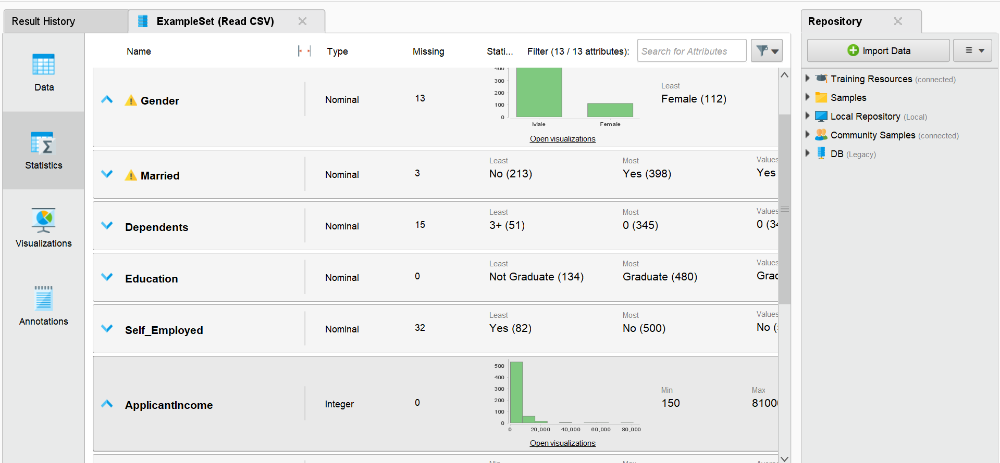 Result History
ExampleSet (Read CSV)
Repository
Name
Type
Missing
Stati...
Filter (13 / 13 attributes):
Search for Attributes
Import Data
Data
Statistics
Visualizations
Annotations
Gender
Nominal
13
400
300
200
100
0
Male
Female
Open visualizations
Least
Female (112)
Married
Nominal
3
Least
No (213)
Most
Yes (398)
Values
Yes
Dependents
Nominal
15
Least
3+ (51)
Most
0 (345)
Values
0 (34
Education
Nominal
0
Least
Not Graduate (134)
Most
Graduate (480)
Values
Grad
Self_Employed
Nominal
32
Least
Yes (82)
Most
No (500)
Values
No (
ApplicantIncome
Integer
0
500
400
300
200
100
0
0
20,000
40,000
60,000
80,000
Open visualizations
Min
150
Max
8100
Training Resources (connected)
Samples
Local Repository (Local)
Community Samples (connected)
DB (Legacy)